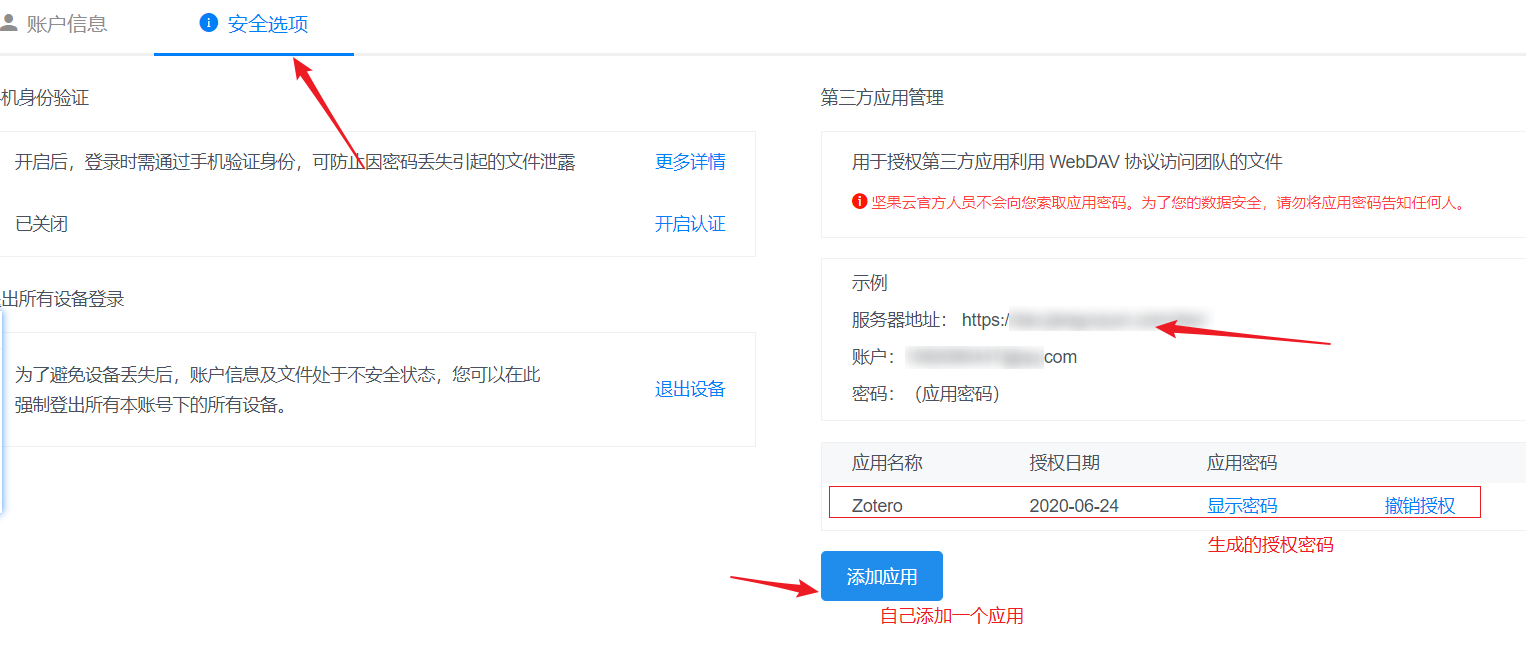 账户信息
安全选项
机身份验证
开启后，登录时需通过手机验证身份，可防止因密码丢失引起的文件泄露
更多详情
已关闭
开启认证
出所有设备登录
为了避免设备丢失后，账户信息及文件处于不安全状态，您可以在此
强制登出所有本账号下的所有设备。
退出设备
第三方应用管理
用于授权第三方应用利用 WebDAV 协议访问团队的文件
坚果云官方人员不会向您索取应用密码。为了您的数据安全，请勿将应用密码告知任何人。
示例
服务器地址： https:/
账户： com
密码：（应用密码）
应用名称 授权日期 应用密码
Zotero 2020-06-24 显示密码 撤销授权
生成的授权密码
添加应用
自己添加一个应用